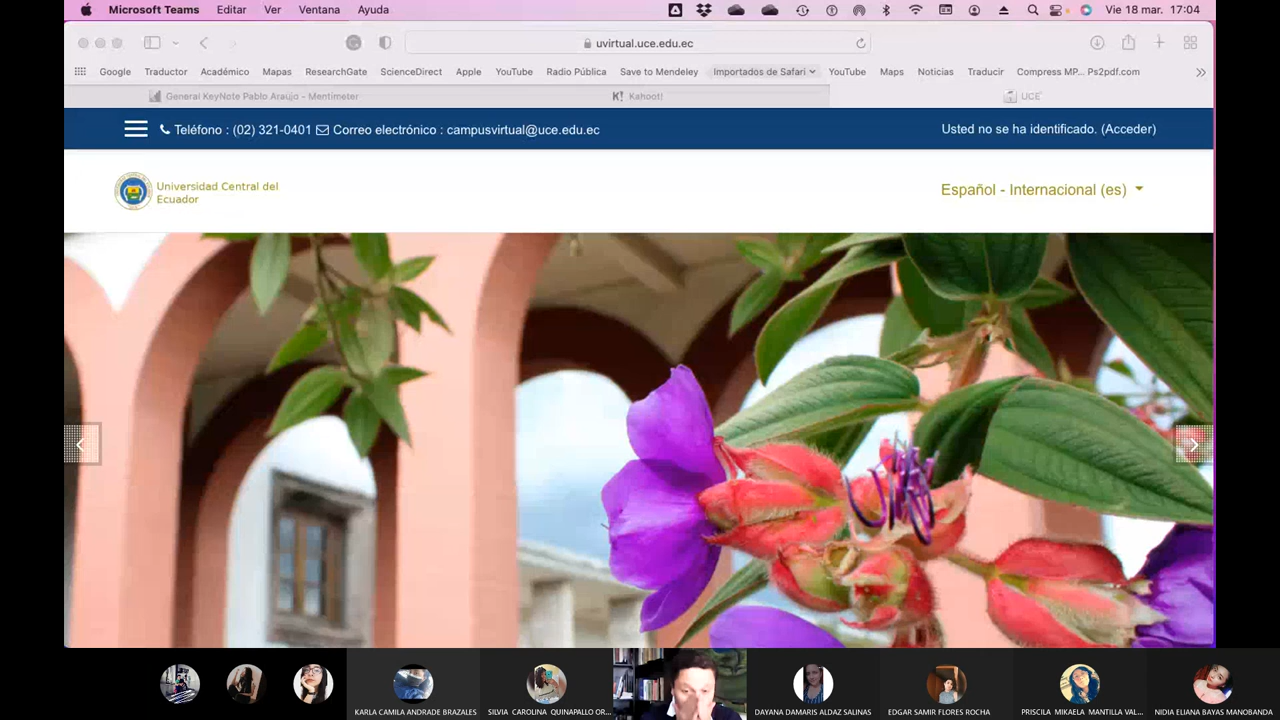 Microsoft Teams Editar Ver Ventana Ayuda Vie 18 mar. 17:04
uvirtual.uce.edu.ec
Google Traductor Académico Mapas ResearchGate ScienceDirect Apple YouTube Radio Pública Save to Mendeley Importados de Safari YouTube Maps Noticias Traducir Compress MP... Ps2pdf.com
General KeyNote Pablo Araujo - Mentimeter K! Kahoot! UCE
Teléfono : (02) 321-0401 Correo electrónico : campusvirtual@uce.edu.ec Usted no se ha identificado. (Acceder)
Universidad Central del
Ecuador
Español - Internacional (es)
KARLA CAMILA ANDRADE BRAZALES SILVIA CAROLINA QUINAPALLO OR... DAYANA DAMARIS ALDAZ SALINAS EDGAR SAMIR FLORES ROCHA PRISCILA MIKAELA MANTILLA VAL... NIDIA ELIANA BAYAS MANOBANDA